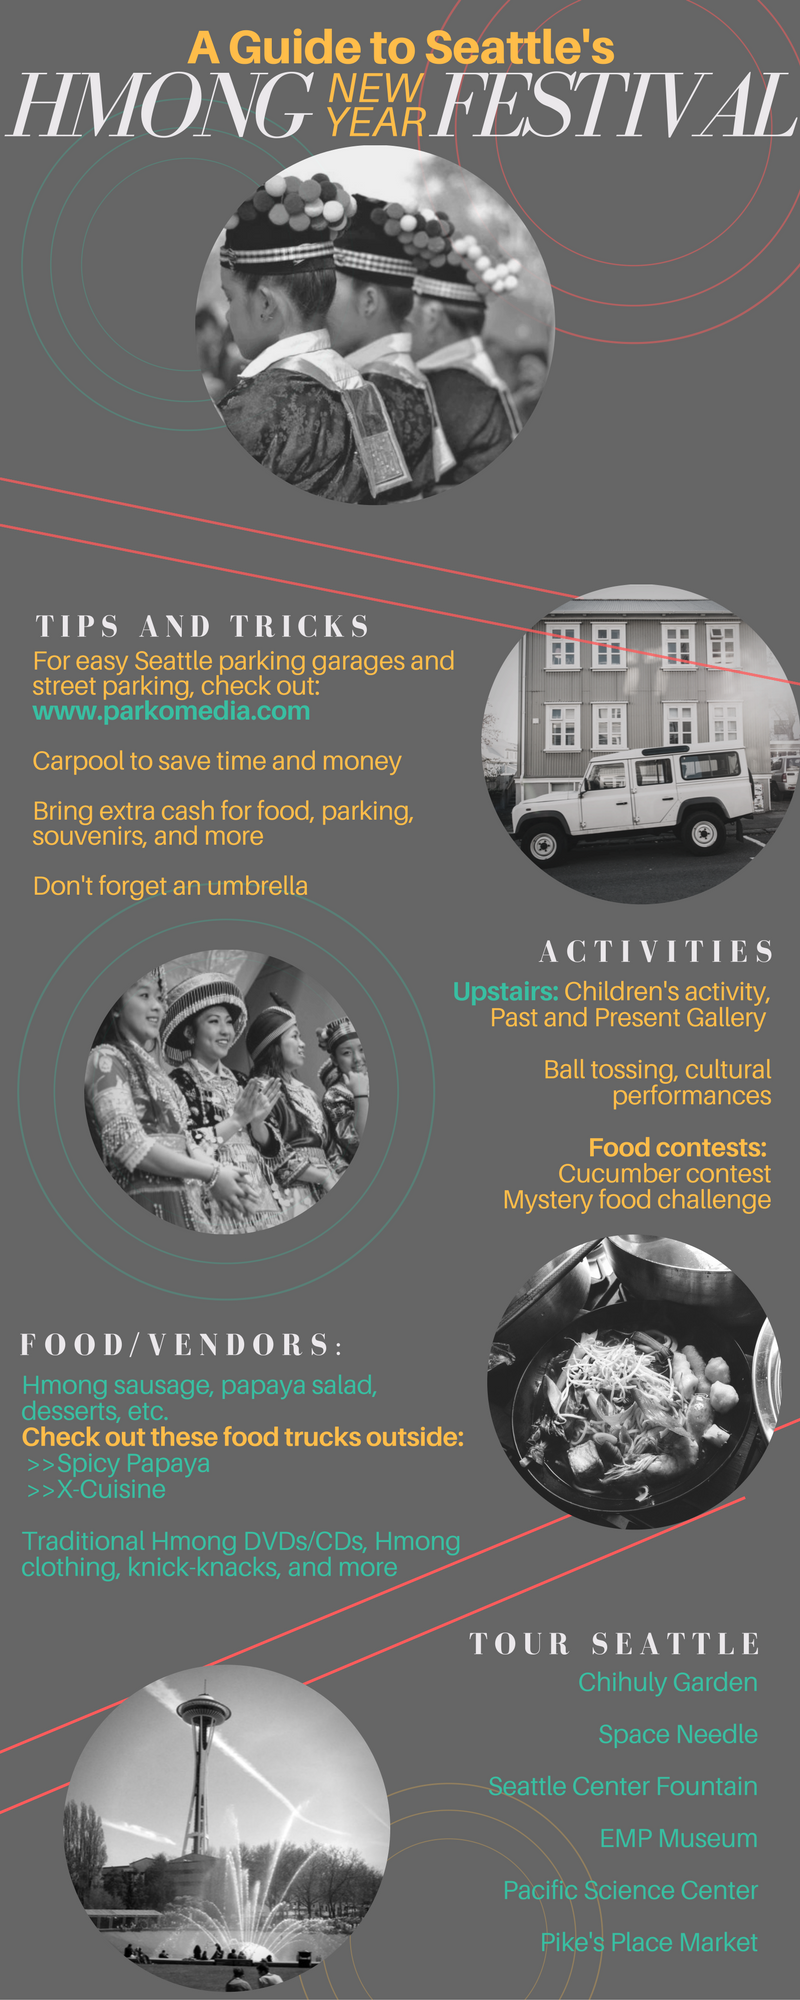 A Guide to Seattle's
HMONG NEW YEAR FESTIVAL
TIPS AND TRICKS
For easy Seattle parking garages and
street parking, check out:
www.parkomedia.com
Carpool to save time and money
Bring extra cash for food, parking,
souvenirs, and more
Don't forget an umbrella
ACTIVITIES
Upstairs: Children's activity,
Past and Present Gallery
Ball tossing, cultural
performances
Food contests:
Cucumber contest
Mystery food challenge
FOOD/VENDORS:
Hmong sausage, papaya salad,
desserts, etc.
Check out these food trucks outside:
>>Spicy Papaya
>>X-Cuisine
Traditional Hmong DVDs/CDs, Hmong
clothing, knick-knacks, and more
TOUR SEATTLE
Chihuly Garden
Space Needle
Seattle Center Fountain
EMP Museum
Pacific Science Center
Pike's Place Market